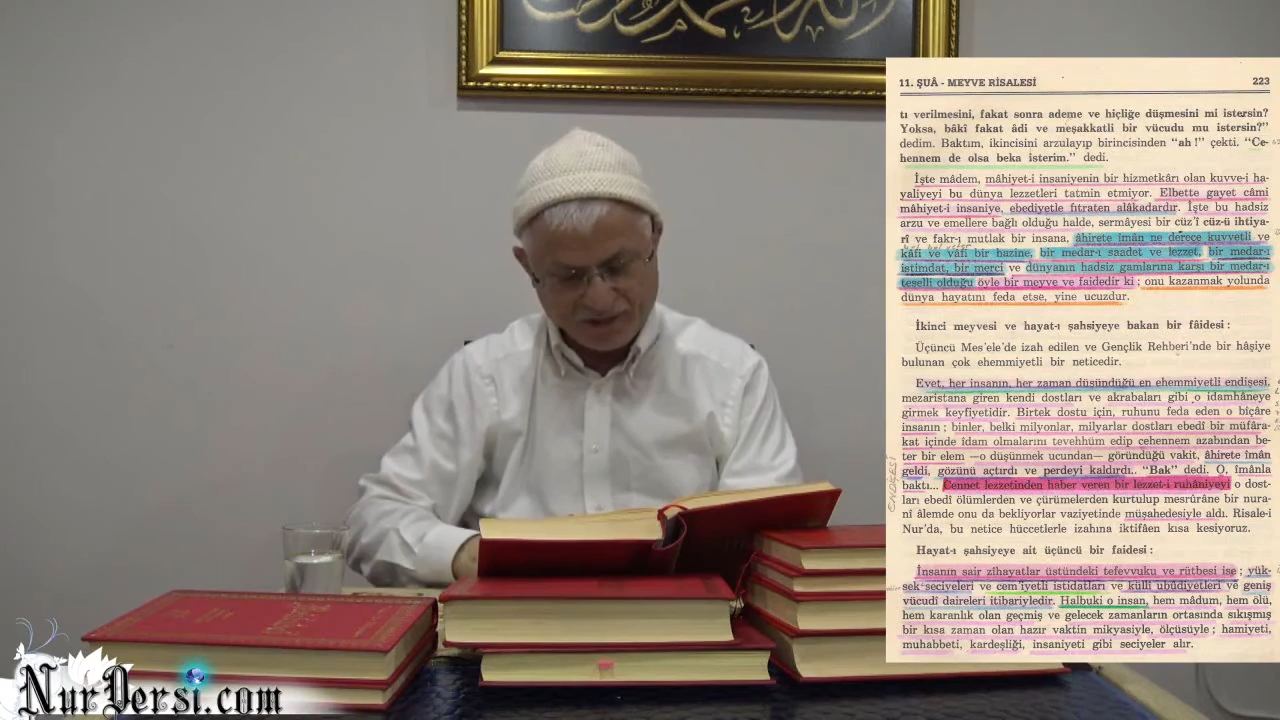 11. ŞUÂ - MEYVE RİSALESİ 223
tı verilmesini, fakat sonra ademe ve hiçliğe düşmesini mi istersin?
Yoksa, bâkî fakat âdi ve meşakkatli bir vücudu mu istersin?"
dedim. Baktım, ikincisini arzulayıp birincisinden "ah!" çekti. "Ce-
hennem de olsa beka isterim." dedi.
İşte mâdem, mâhiyet-i insaniyenin bir hizmetkârı olan kuvve-i ha-
yaliyeyi bu dünya lezzetleri tatmin etmiyor. Elbette gayet câmi
mâhiyet-i insaniye, ebediyetle fıtraten alâkadardır. İşte bu hadsiz
arzu ve emellere bağlı olduğu halde, sermâyesi bir cüz'î cüz-ü ihtiya-
rî ve fakr-ı mutlak bir insana, âhirete îmân ne derece kuvvetli ve
kâfi ve vâfi bir hazine, bir medar-ı saadet ve lezzet, bir medar-ı
istimdat, bir merci ve dünyanın hadsiz gamlarına karşı bir medar-ı
teselli olduğu öyle bir meyve ve faidedir ki; onu kazanmak yolunda
dünya hayatını feda etse, yine ucuzdur.
İkinci meyvesi ve hayat-ı şahsiyeye bakan bir fâidesi:
Üçüncü Mes'ele'de izah edilen ve Gençlik Rehberi'nde bir hâşiye
bulunan çok ehemmiyetli bir neticedir.
Evet, her insanın, her zaman düşündüğü en ehemmiyetli endişesi,
mezaristana giren kendi dostları ve akrabaları gibi o idamhâneye
girmek keyfiyetidir. Birtek dostu için, ruhunu feda eden o bîçâre
insanın; binler, belki milyonlar, milyarlar dostları ebedî bir müfâra-
kat içinde îdam olmalarını tevehhüm edip cehennem azabından be-
ter bir elem —o düşünmek ucundan— göründüğü vakit, âhirete îmân
geldi, gözünü açtırdı ve perdeyi kaldırdı.. "Bak" dedi. O, îmânla
baktı... Cennet lezzetinden haber veren bir lezzet-i ruhâniyeyi o dost-
ları ebedî ölümlerden ve çürümelerden kurtulup mesrûrâne bir nura-
nî âlemde onu da bekliyorlar vaziyetinde müşahedesiyle aldı. Risale-i
Nur'da, bu netice hüccetlerle izahına iktifâen kısa kesiyoruz.
Hayat-ı şahsiyeye ait üçüncü bir faidesi:
İnsanın sair zîhayatlar üstündeki tefevvuku ve rütbesi ise; yük-
sek seciyeleri ve cem'iyetli istidatları ve küllî ubûdiyetleri ve geniş
vücudî daireleri itibariyledir. Halbuki o insan, hem mâdum, hem ölü,
hem karanlık olan geçmiş ve gelecek zamanların ortasında sıkışmış
bir kısa zaman olan hazır vaktin mikyasiyle, ölçüsüyle; hamiyeti,
muhabbeti, kardeşliği, insaniyeti gibi seciyeler alır.
ENDİŞESİ
NurDersi.com